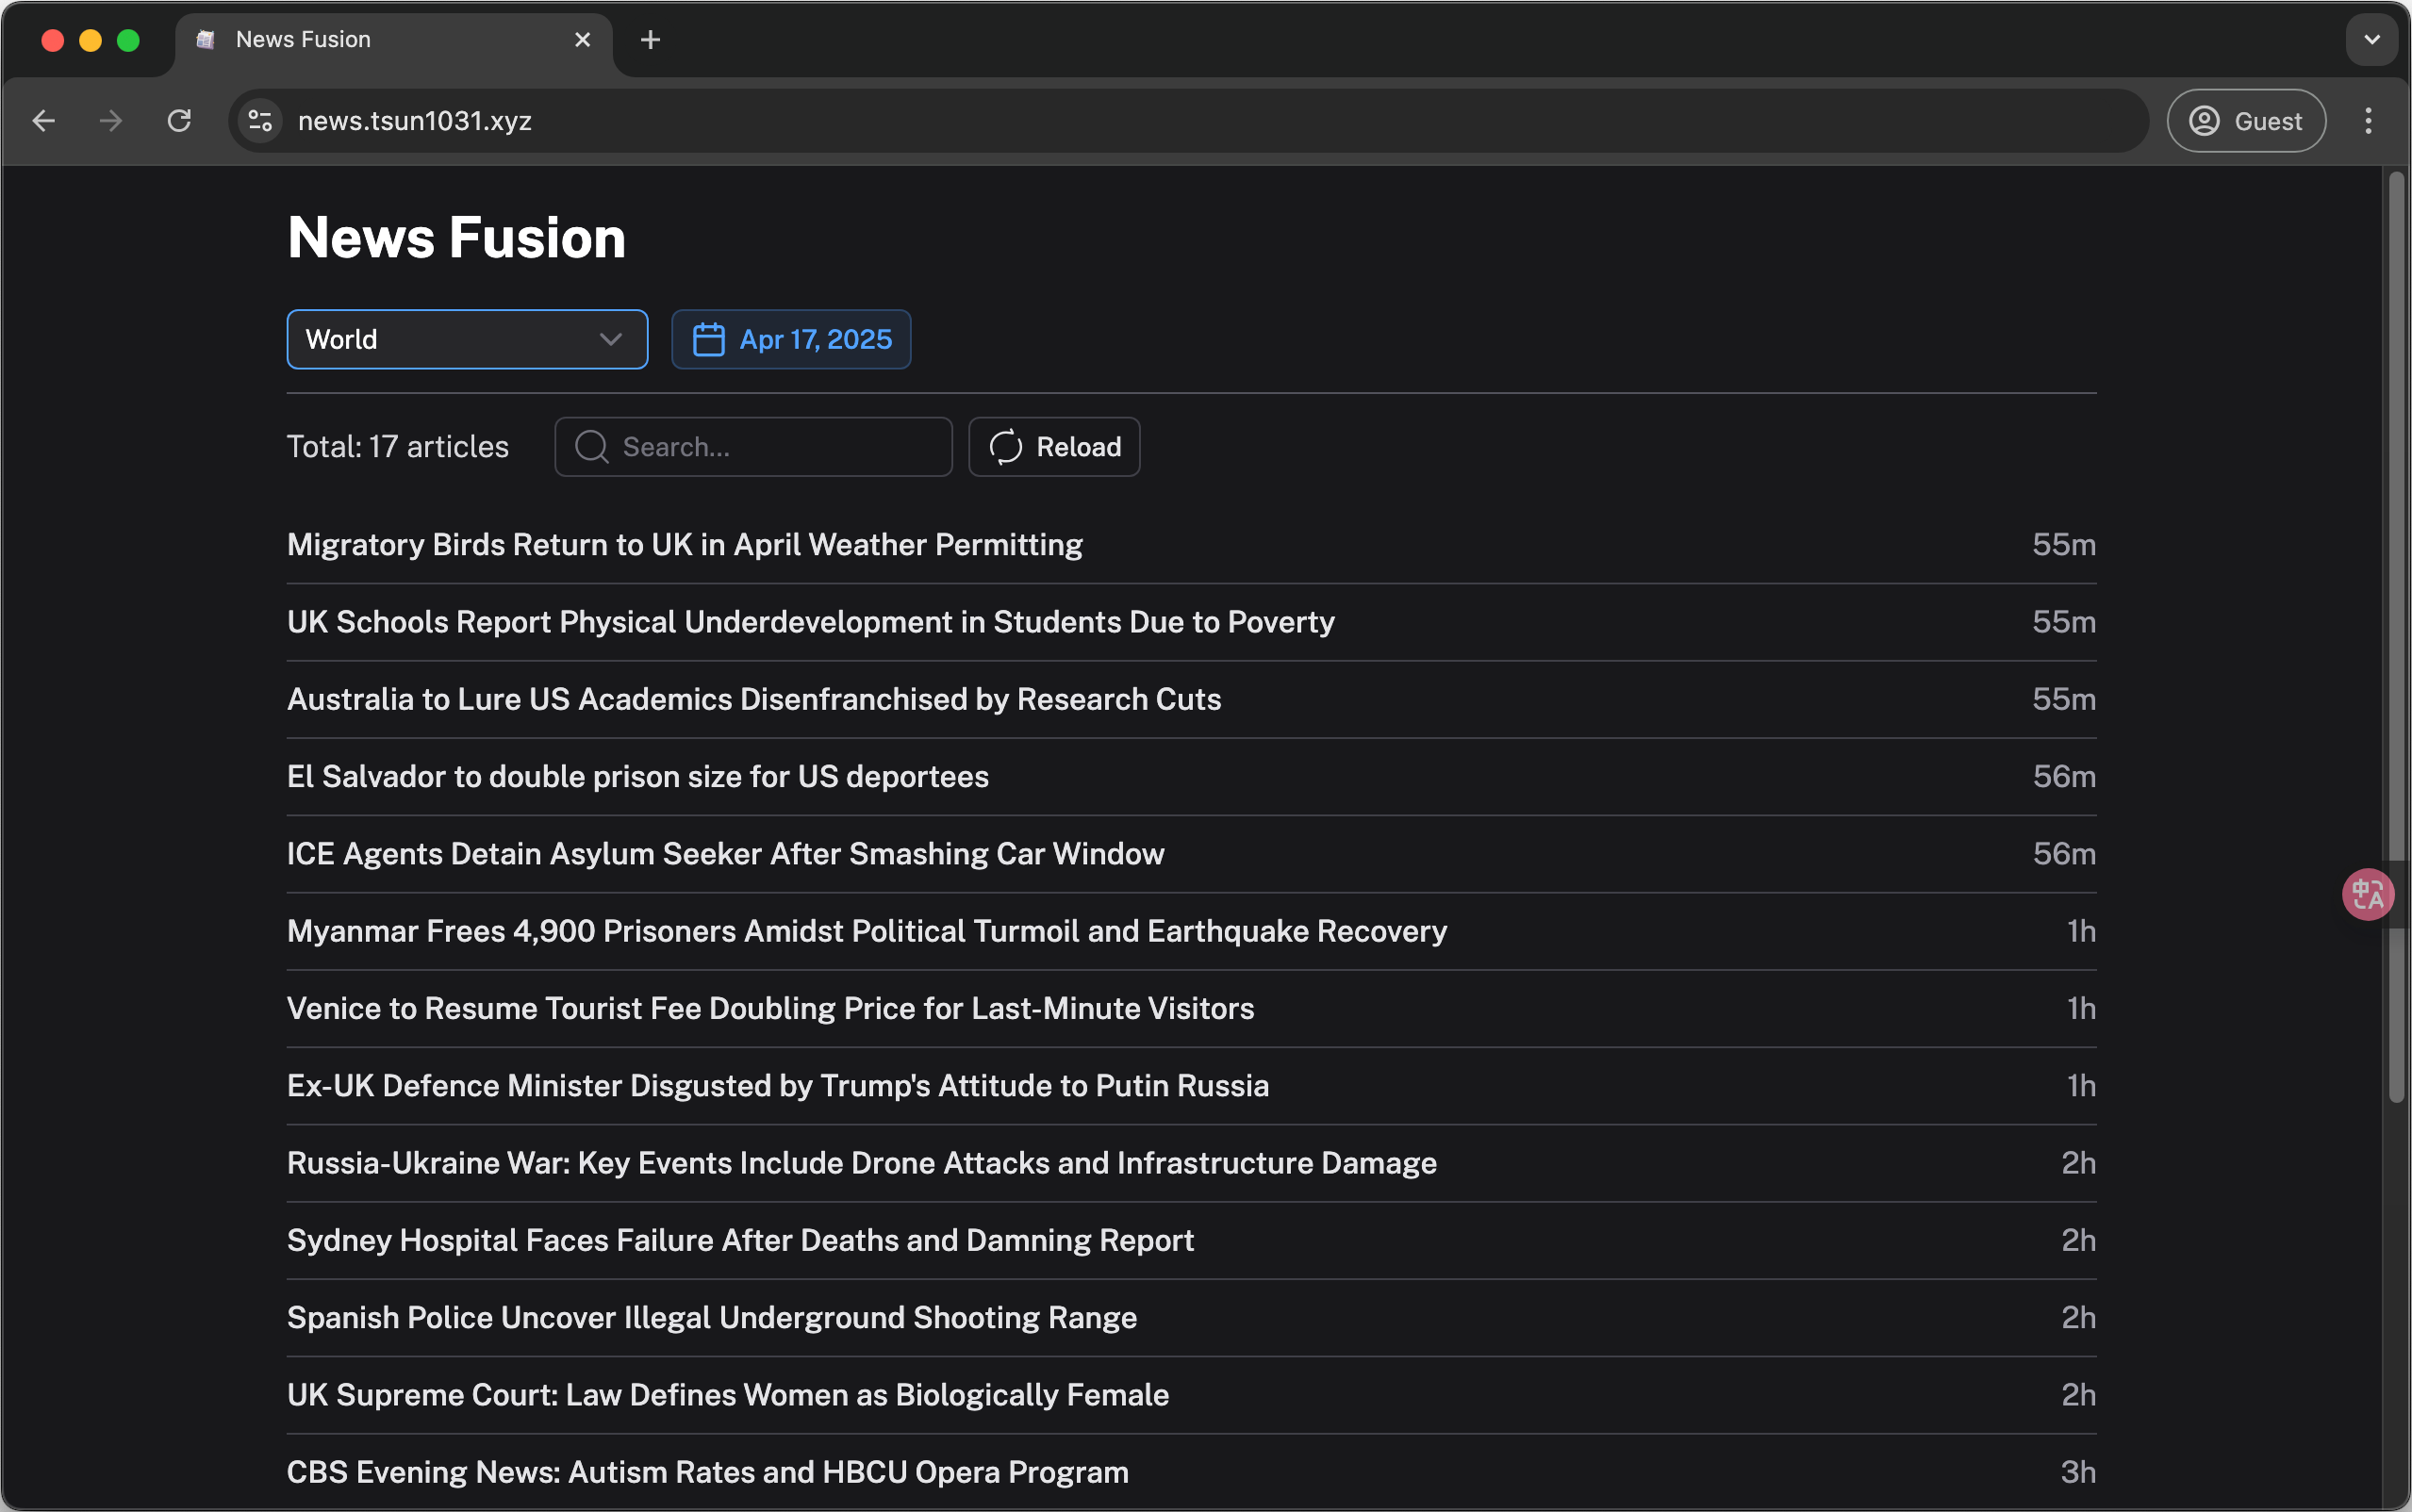 News Fusion
news.tsun1031.xyz
Guest
News Fusion
World
Apr 17, 2025
Total: 17 articles
Search...
Reload
Migratory Birds Return to UK in April Weather Permitting 55m
UK Schools Report Physical Underdevelopment in Students Due to Poverty 55m
Australia to Lure US Academics Disenfranchised by Research Cuts 55m
El Salvador to double prison size for US deportees 56m
ICE Agents Detain Asylum Seeker After Smashing Car Window 56m
Myanmar Frees 4,900 Prisoners Amidst Political Turmoil and Earthquake Recovery 1h
Venice to Resume Tourist Fee Doubling Price for Last-Minute Visitors 1h
Ex-UK Defence Minister Disgusted by Trump's Attitude to Putin Russia 1h
Russia-Ukraine War: Key Events Include Drone Attacks and Infrastructure Damage 2h
Sydney Hospital Faces Failure After Deaths and Damning Report 2h
Spanish Police Uncover Illegal Underground Shooting Range 2h
UK Supreme Court: Law Defines Women as Biologically Female 2h
CBS Evening News: Autism Rates and HBCU Opera Program 3h
中A